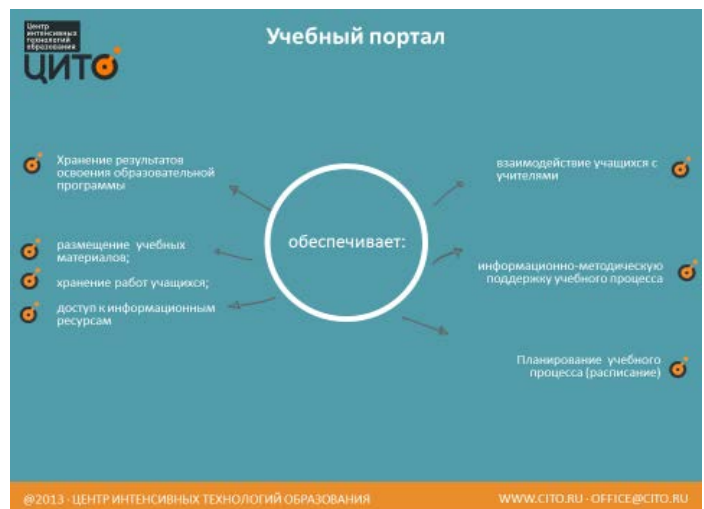 Центр
интенсивных
технологий
образования
ЦИТО
Учебный портал
Хранение результатов
освоения образовательной
программы
размещение учебных
материалов;
хранение работ учащихся;
доступ к информационным
ресурсам
обеспечивает:
взаимодействие учащихся с
учителями
информационно-методическую
поддержку учебного процесса
Планирование учебного
процесса (расписание)
@2013 - ЦЕНТР ИНТЕНСИВНЫХ ТЕХНОЛОГИЙ ОБРАЗОВАНИЯ
WWW.CITO.RU - OFFICE@CITO.RU